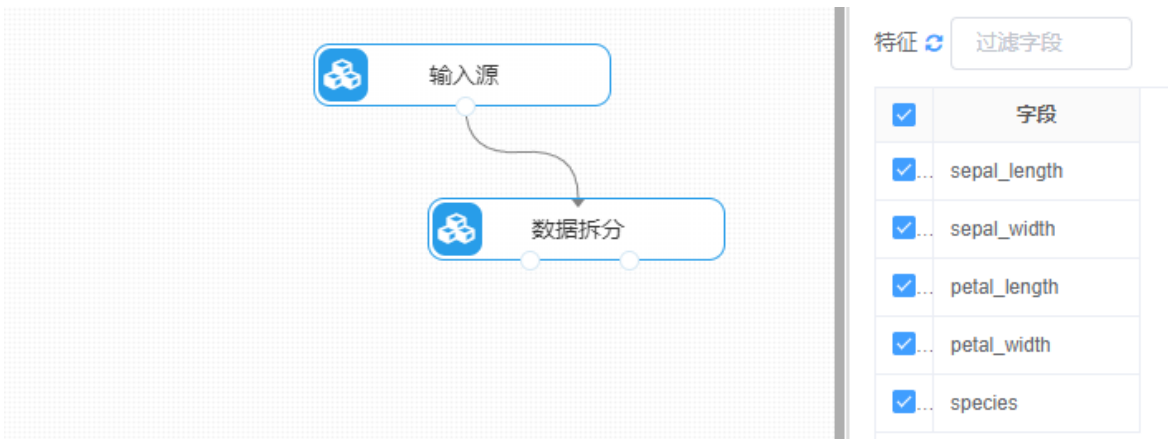 输入源
数据拆分
特征 过滤字段
字段
... sepal_length
... sepal_width
... petal_length
... petal_width
... species